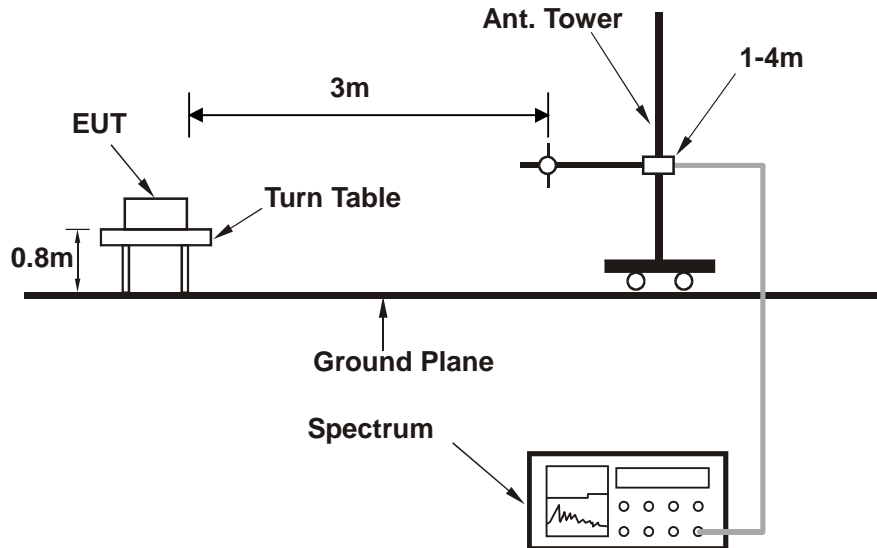 Ant. Tower
1-4m
3m
EUT
Turn Table
0.8m
Ground Plane
Spectrum